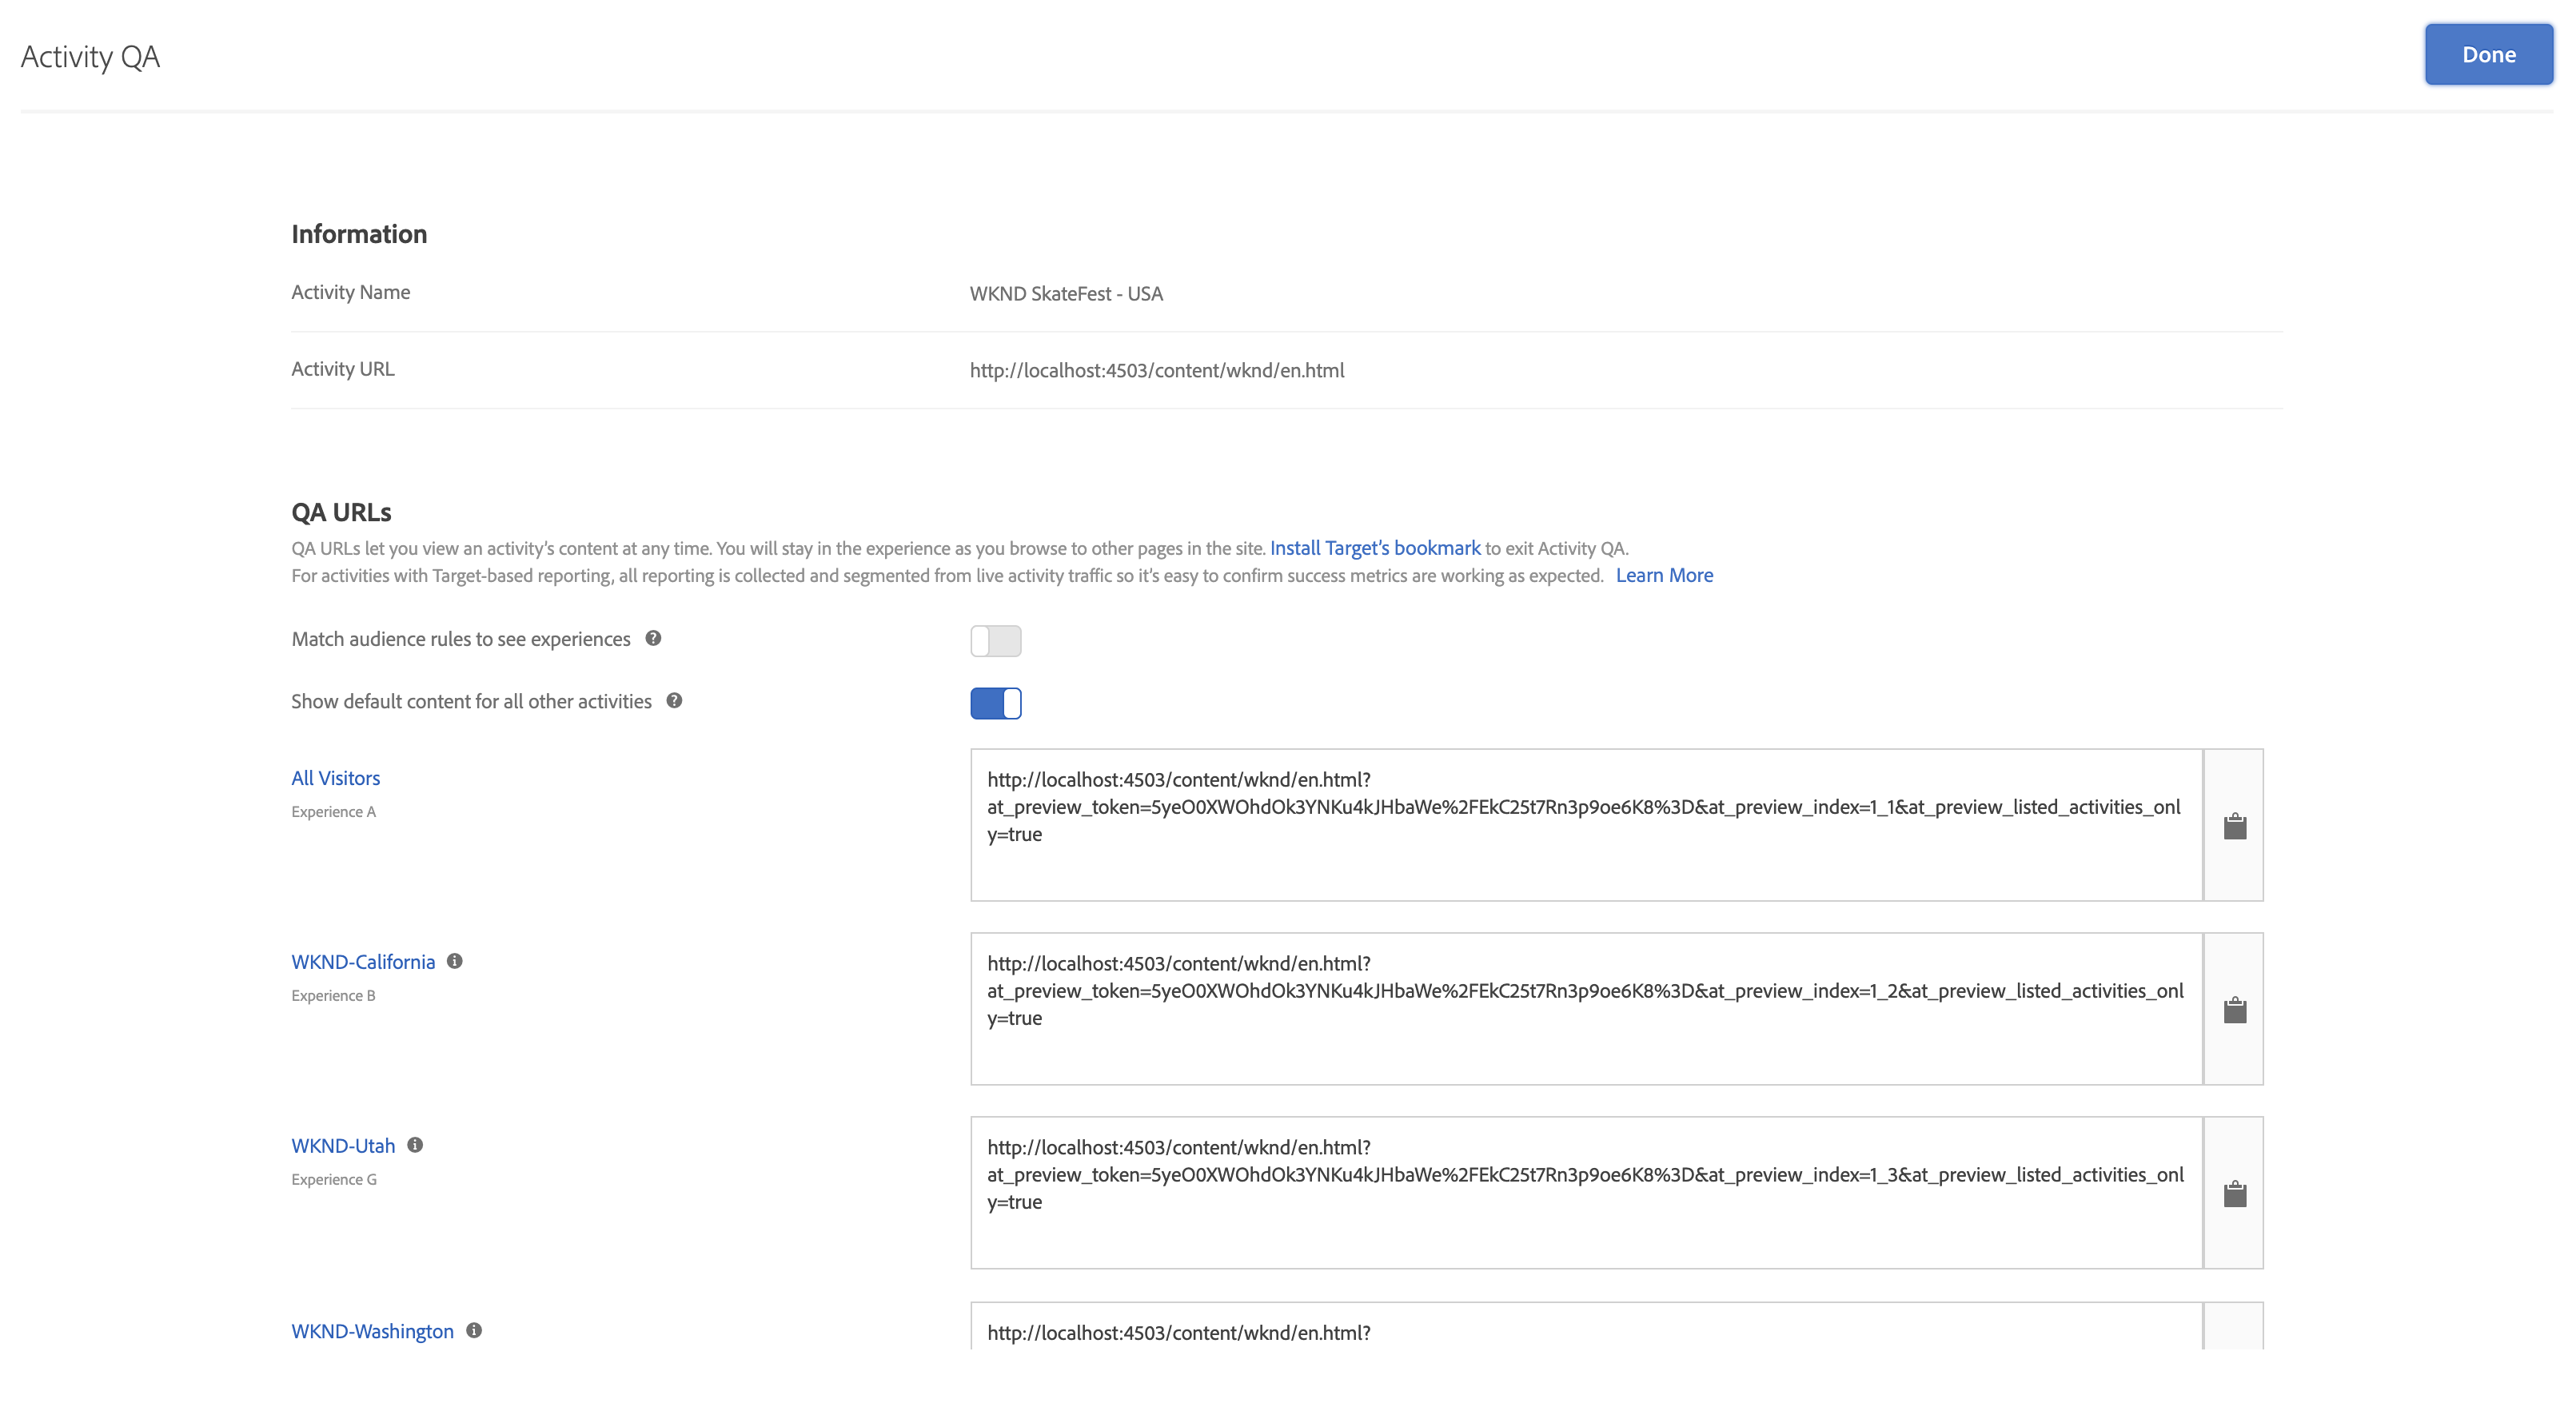 Activity QA
Done
Information
Activity Name
WKND SkateFest - USA
Activity URL
http://localhost:4503/content/wknd/en.html
QA URLs
QA URLs let you view an activity's content at any time. You will stay in the experience as you browse to other pages in the site. Install Target's bookmark to exit Activity QA.
For activities with Target-based reporting, all reporting is collected and segmented from live activity traffic so it's easy to confirm success metrics are working as expected. Learn More
Match audience rules to see experiences
Show default content for all other activities
All Visitors
Experience A
http://localhost:4503/content/wknd/en.html?
at_preview_token=5yeO0XWOhdOk3YNKu4kJHbaWe%2FEkC25t7Rn3p9oe6K8%3D&at_preview_index=1_1&at_preview_listed_activities_onl
y=true
WKND-California
Experience B
http://localhost:4503/content/wknd/en.html?
at_preview_token=5yeO0XWOhdOk3YNKu4kJHbaWe%2FEkC25t7Rn3p9oe6K8%3D&at_preview_index=1_2&at_preview_listed_activities_onl
y=true
WKND-Utah
Experience G
http://localhost:4503/content/wknd/en.html?
at_preview_token=5yeO0XWOhdOk3YNKu4kJHbaWe%2FEkC25t7Rn3p9oe6K8%3D&at_preview_index=1_3&at_preview_listed_activities_onl
y=true
WKND-Washington
http://localhost:4503/content/wknd/en.html?